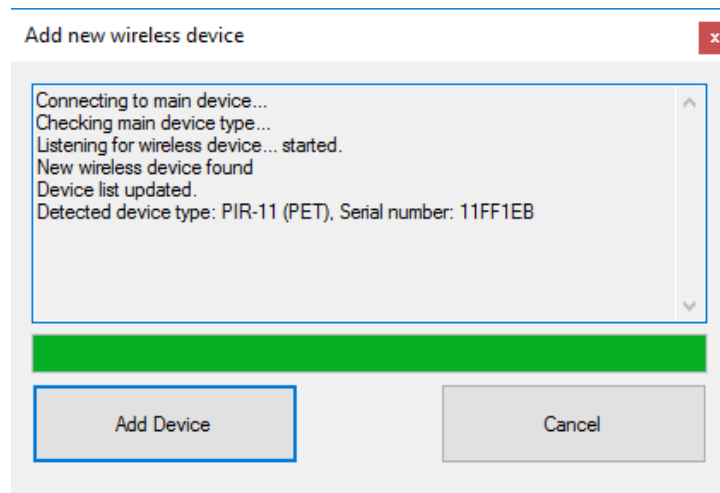 Add new wireless device
x
Connecting to main device...
Checking main device type...
Listening for wireless device... started.
New wireless device found
Device list updated.
Detected device type: PIR-11 (PET), Serial number: 11FF1EB
Add Device
Cancel